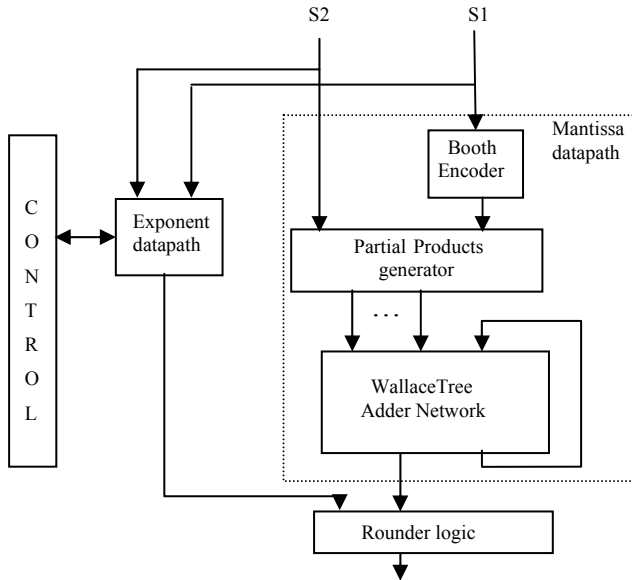 S2
S1
Mantissa
datapath
Booth
Encoder
C
O
N
T
R
O
L
Exponent
datapath
Partial Products
generator
...
WallaceTree
Adder Network
Rounder logic